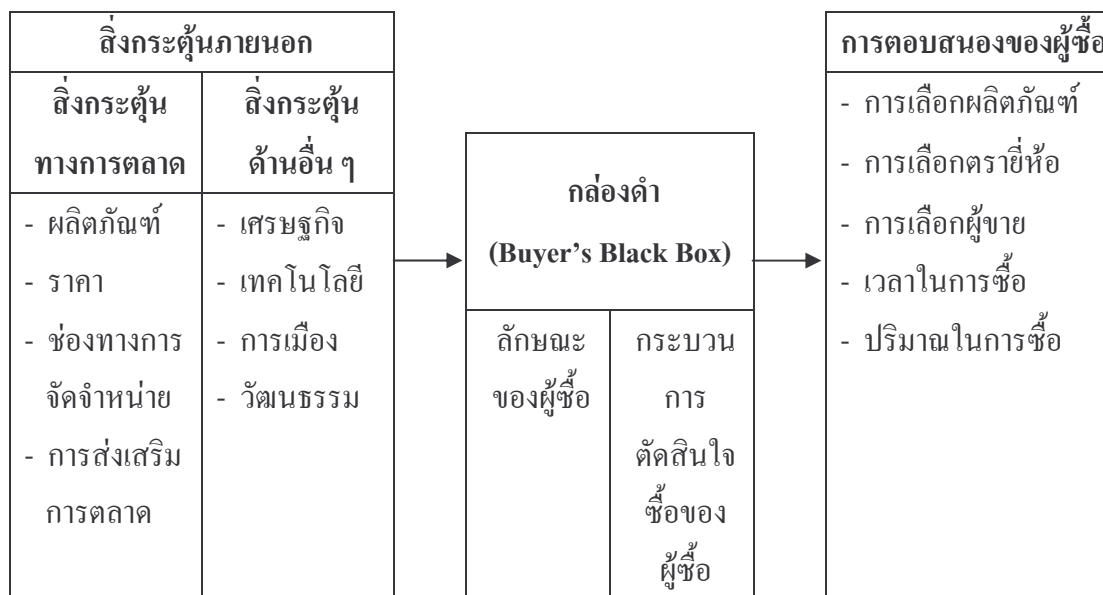 สิ่งกระตุ้นภายนอก
สิ่งกระตุ้น
ทางการตลาด
สิ่งกระตุ้น
ด้านอื่น ๆ
- ผลิตภัณฑ์
- ราคา
- ช่องทางการ
จัดจำหน่าย
- การส่งเสริม
การตลาด
- เศรษฐกิจ
- เทคโนโลยี
- การเมือง
- วัฒนธรรม
กล่องดำ
(Buyer’s Black Box)
ลักษณะ
ของผู้ซื้อ
กระบวน
การ
ตัดสินใจ
ซื้อของ
ผู้ซื้อ
การตอบสนองของผู้ซื้อ
- การเลือกผลิตภัณฑ์
- การเลือกตรายี่ห้อ
- การเลือกผู้ขาย
- เวลาในการซื้อ
- ปริมาณในการซื้อ